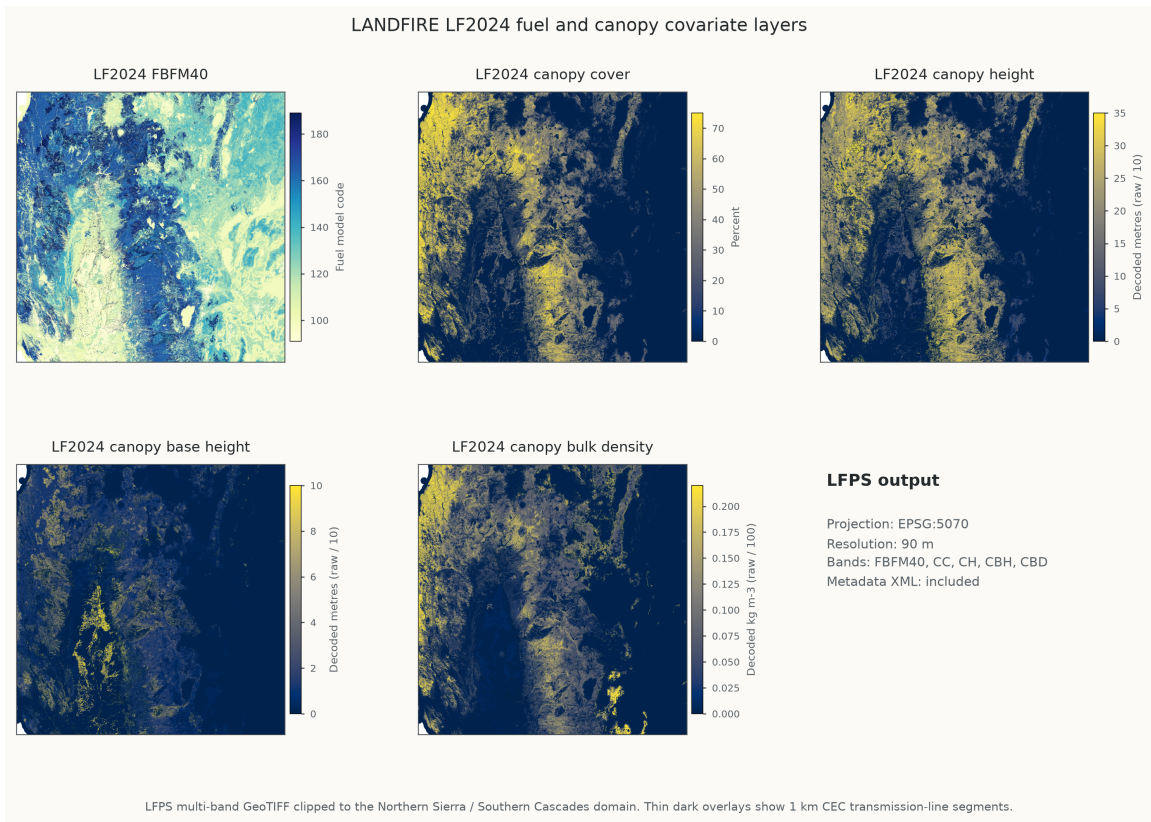 LANDFIRE LF2024 fuel and canopy covariate layers
LF2024 FBFM40
180
160
140
120
100
Fuel model code
LF2024 canopy cover
70
60
50
40
30
20
10
0
Percent
LF2024 canopy height
35
30
25
20
15
10
5
0
Decoded metres (raw / 10)
LF2024 canopy base height
10
8
6
4
2
0
Decoded metres (raw / 10)
LF2024 canopy bulk density
0.200
0.175
0.150
0.125
0.100
0.075
0.050
0.025
0.000
Decoded kg m-3 (raw / 100)
LFPS output
Projection: EPSG:5070
Resolution: 90 m
Bands: FBFM40, CC, CH, CBH, CBD
Metadata XML: included
LFPS multi-band GeoTIFF clipped to the Northern Sierra / Southern Cascades domain. Thin dark overlays show 1 km CEC transmission-line segments.